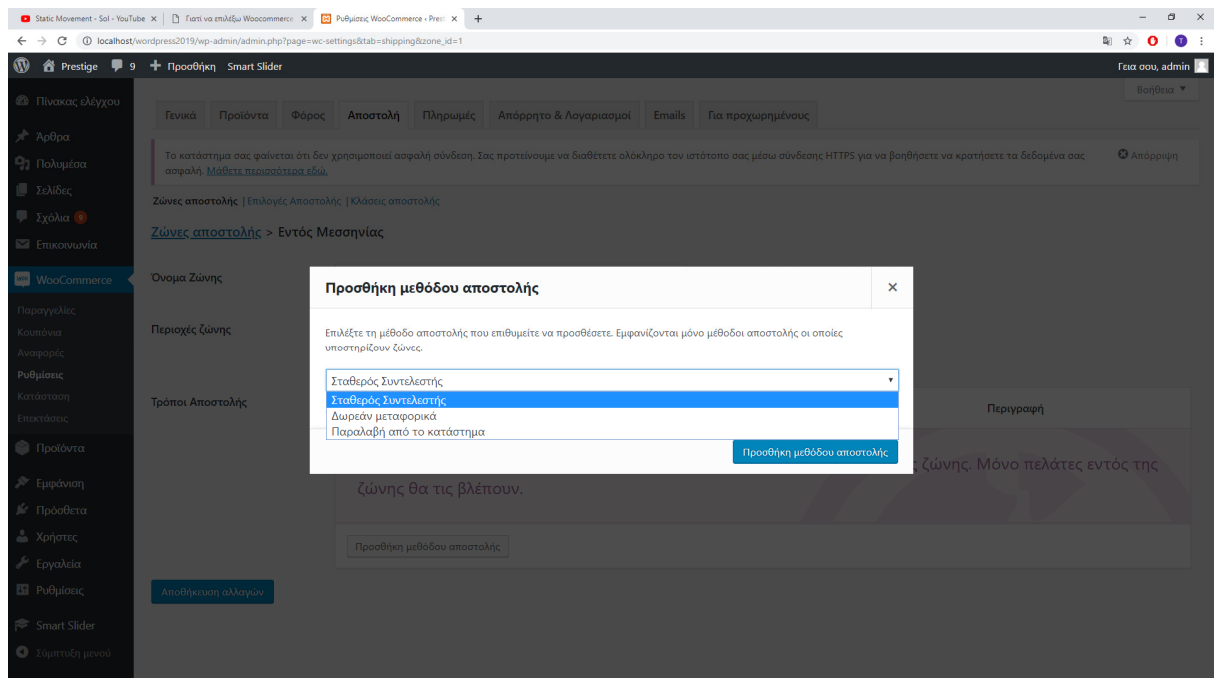 Static Movement - Sol - YouTube
Γιατί να επιλέξω Woocommerce
Ρυθμίσεις WooCommerce ‹ Prest
localhost/wordpress2019/wp-admin/admin.php?page=wc-settings&tab=shipping&zone_id=1
Prestige 9 Προσθήκη Smart Slider Γεια σου, admin
Βοήθεια
Γενικά Προϊόντα Φόρος Αποστολή Πληρωμές Απόρρητο & Λογαριασμοί Emails Για προχωρημένους
Το κατάστημα σας φαίνεται ότι δεν χρησιμοποιεί ασφαλή σύνδεση. Σας προτείνουμε να διαθέτετε ολόκληρο τον ιστότοπο σας μέσω σύνδεσης HTTPS για να βοηθήσετε να κρατήσετε τα δεδομένα σας
ασφαλή. Μάθετε περισσότερα εδώ.
Απόρριψη
Ζώνες αποστολής | Επιλογές Αποστολής | Κλάσεις αποστολής
Ζώνες αποστολής > Εντός Μεσσηνίας
Όνομα Ζώνης
Περιοχές ζώνης
Τρόποι Αποστολής
Προσθήκη μεθόδου αποστολής
Επιλέξτε τη μέθοδο αποστολής που επιθυμείτε να προσθέσετε. Εμφανίζονται μόνο μέθοδοι αποστολής οι οποίες
υποστηρίζουν ζώνες.
Σταθερός Συντελεστής
Σταθερός Συντελεστής
Δωρεάν μεταφορικά
Παραλαβή από το κατάστημα
Προσθήκη μεθόδου αποστολής
Περιγραφή
ζώνης. Μόνο πελάτες εντός της
ζώνης θα τις βλέπουν.
Προσθήκη μεθόδου αποστολής
Αποθήκευση αλλαγών
Πίνακας ελέγχου
Άρθρα
Πολυμέσα
Σελίδες
Σχόλια 9
Επικοινωνία
WooCommerce
Παραγγελίες
Κουπόνια
Αναφορές
Ρυθμίσεις
Κατάσταση
Επεκτάσεις
Προϊόντα
Εμφάνιση
Πρόσθετα
Χρήστες
Εργαλεία
Ρυθμίσεις
Smart Slider
Σύμπτυξη μενού